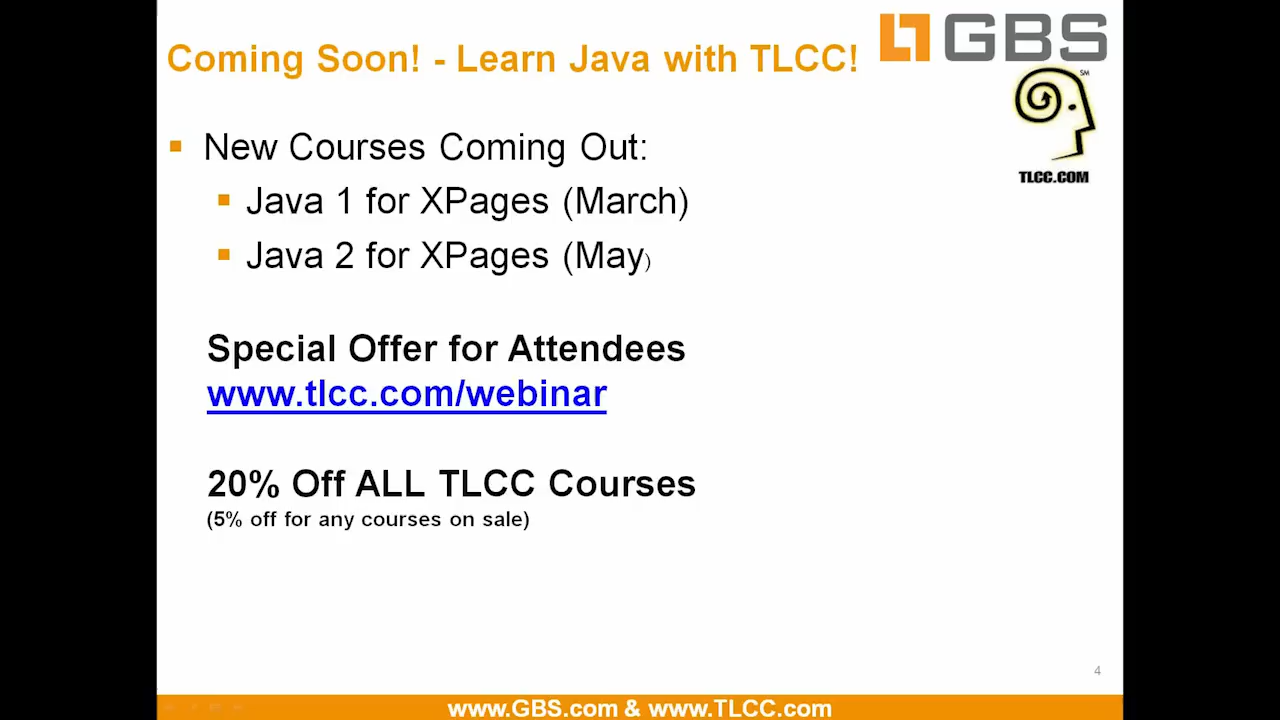 Coming Soon! - Learn Java with TLCC!
GBS
SM
TLCC.COM
New Courses Coming Out:
Java 1 for XPages (March)
Java 2 for XPages (May)
Special Offer for Attendees
www.tlcc.com/webinar
20% Off ALL TLCC Courses
(5% off for any courses on sale)
4
www.GBS.com & www.TLCC.com